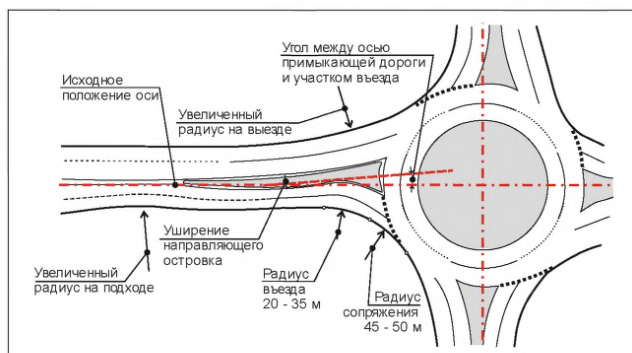 Угол между осью
примыкающей дороги
и участком въезда
Исходное
положение оси
Увеличенный
радиус на выезде
Уширение
направляющего
островка
Увеличенный
радиус на подходе
Радиус
въезда
20 - 35 м
Радиус
сопряжения
45 - 50 м